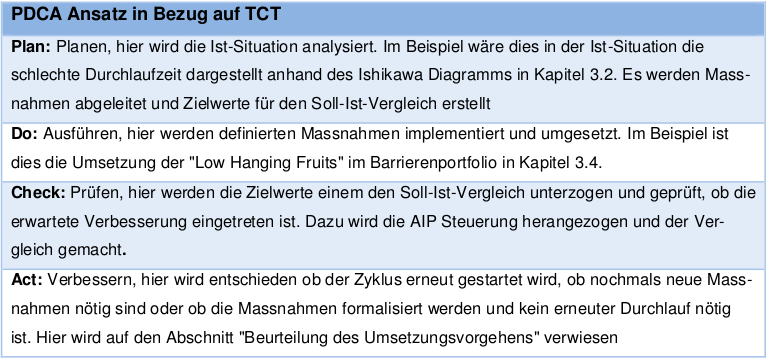 PDCA Ansatz in Bezug auf TCT
Plan: Planen, hier wird die Ist-Situation analysiert. Im Beispiel wäre dies in der Ist-Situation die
schlechte Durchlaufzeit dargestellt anhand des Ishikawa Diagramms in Kapitel 3.2. Es werden Mass-
nahmen abgeleitet und Zielwerte für den Soll-Ist-Vergleich erstellt
Do: Ausführen, hier werden definierten Massnahmen implementiert und umgesetzt. Im Beispiel ist
dies die Umsetzung der "Low Hanging Fruits" im Barrierenportfolio in Kapitel 3.4.
Check: Prüfen, hier werden die Zielwerte einem den Soll-Ist-Vergleich unterzogen und geprüft, ob die
erwartete Verbesserung eingetreten ist. Dazu wird die AIP Steuerung herangezogen und der Ver-
gleich gemacht.
Act: Verbessern, hier wird entschieden ob der Zyklus erneut gestartet wird, ob nochmals neue Mass-
nahmen nötig sind oder ob die Massnahmen formalisiert werden und kein erneuter Durchlauf nötig
ist. Hier wird auf den Abschnitt "Beurteilung des Umsetzungsvorgehens" verwiesen